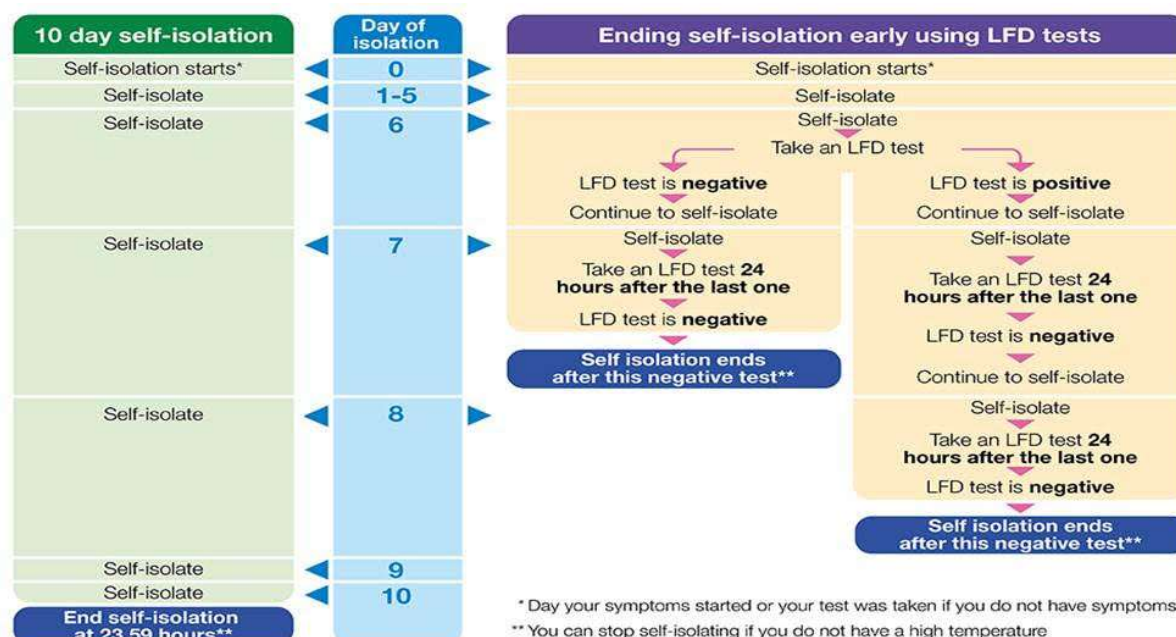 10 day self-isolation
Day of
isolation
Ending self-isolation early using LFD tests
Self-isolation starts*
0
Self-isolation starts*
Self-isolate
1-5
Self-isolate
Self-isolate
6
Self-isolate
Take an LFD test
LFD test is negative
LFD test is positive
Continue to self-isolate
Continue to self-isolate
Self-isolate
7
Self-isolate
Self-isolate
Take an LFD test 24
hours after the last one
Take an LFD test 24
hours after the last one
LFD test is negative
LFD test is negative
Self isolation ends
after this negative test**
Continue to self-isolate
Self-isolate
8
Self-isolate
Take an LFD test 24
hours after the last one
LFD test is negative
Self isolation ends
after this negative test**
Self-isolate
9
Self-isolate
10
End self-isolation
at 23.59 hours**
* Day your symptoms started or your test was taken if you do not have symptoms
** You can stop self-isolating if you do not have a high temperature